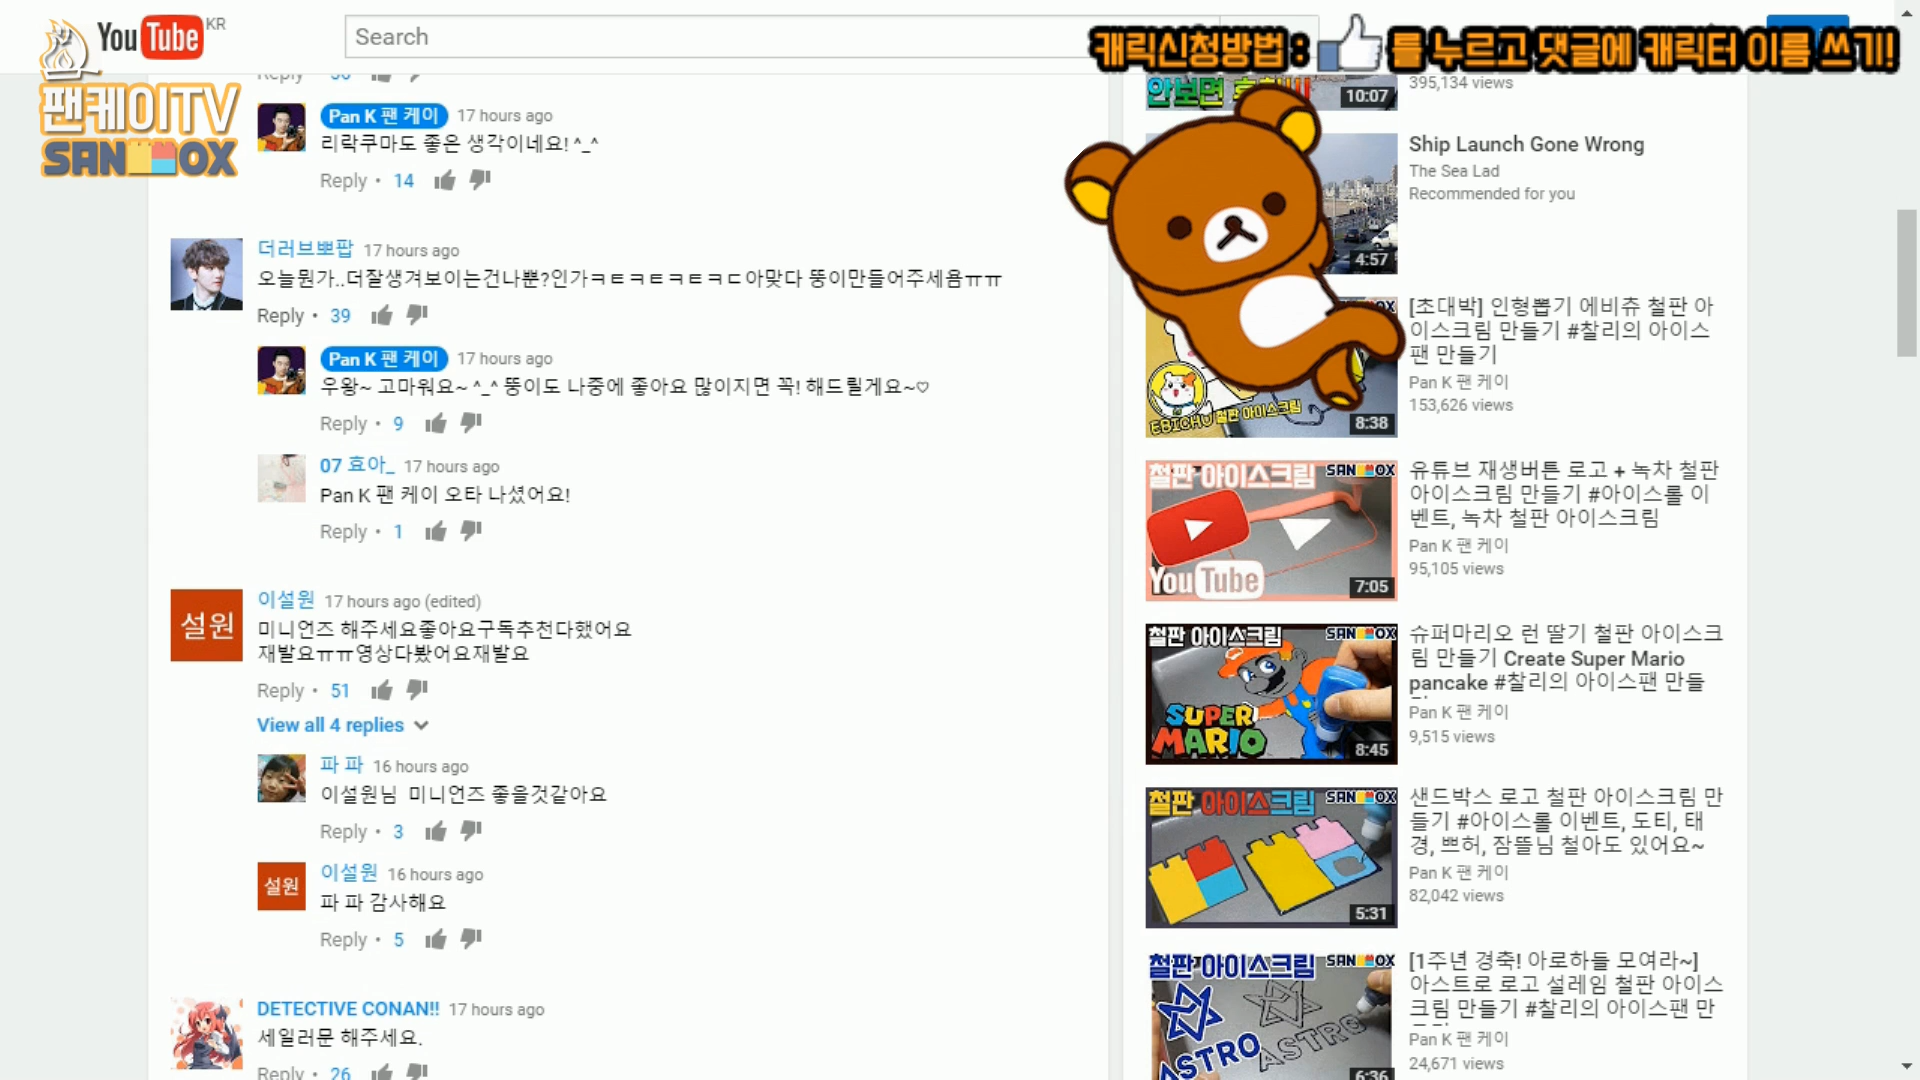 YouTube KR
Search
캐릭신청방법 : 를 누르고 댓글에 캐릭터 이름 쓰기!
팬케이TV
SANDBOX
Reply
Pan K 팬 케이 17 hours ago
리락쿠마도 좋은 생각이네요! ^_^
Reply • 14
더러브뽀팝 17 hours ago
오늘뭔가..더잘생겨보이는건나뿐?인가ㅋㅌㅋㅌㅋㅌㅋㄷ아맞다 뚱이만들어주세욤ㅠㅠ
Reply • 39
Pan K 팬 케이 17 hours ago
우왕~ 고마워요~ ^_^ 뚱이도 나중에 좋아요 많이지면 꼭! 해드릴게요~♡
Reply • 9
07 효아_ 17 hours ago
Pan K 팬 케이 오타 나셨어요!
Reply • 1
설원
이설원 17 hours ago (edited)
미니언즈 해주세요좋아요구독추천다했어요
재발요ㅠㅠ영상다봤어요재발요
Reply • 51
View all 4 replies
파 파 16 hours ago
이설원님 미니언즈 좋을것같아요
Reply • 3
설원
이설원 16 hours ago
파 파 감사해요
Reply • 5
DETECTIVE CONAN!! 17 hours ago
세일러문 해주세요.
Reply • 26
안보면
10:07
395,134 views
4:57
Ship Launch Gone Wrong
The Sea Lad
Recommended for you
EBICHU 철판 아이스크림
8:38
[초대박] 인형뽑기 에비츄 철판 아
이스크림 만들기 #찰리의 아이스
팬 만들기
Pan K 팬 케이
153,626 views
철판 아이스크림 SANDBOX
YouTube
7:05
유튜브 재생버튼 로고 + 녹차 철판
아이스크림 만들기 #아이스롤 이
벤트, 녹차 철판 아이스크림
Pan K 팬 케이
95,105 views
철판 아이스크림 SANDBOX
SUPER
MARIO
8:45
슈퍼마리오 런 딸기 철판 아이스크
림 만들기 Create Super Mario
pancake #찰리의 아이스팬 만들
Pan K 팬 케이
9,515 views
철판 아이스크림 SANDBOX
5:31
샌드박스 로고 철판 아이스크림 만
들기 #아이스롤 이벤트, 도티, 태
경, 쁘허, 잠뜰님 철아도 있어요~
Pan K 팬 케이
82,042 views
철판 아이스크림 SANDBOX
ASTRO ASTRO
6:36
[1주년 경축! 아로하들 모여라~]
아스트로 로고 설레임 철판 아이스
크림 만들기 #찰리의 아이스팬 만
Pan K 팬 케이
24,671 views